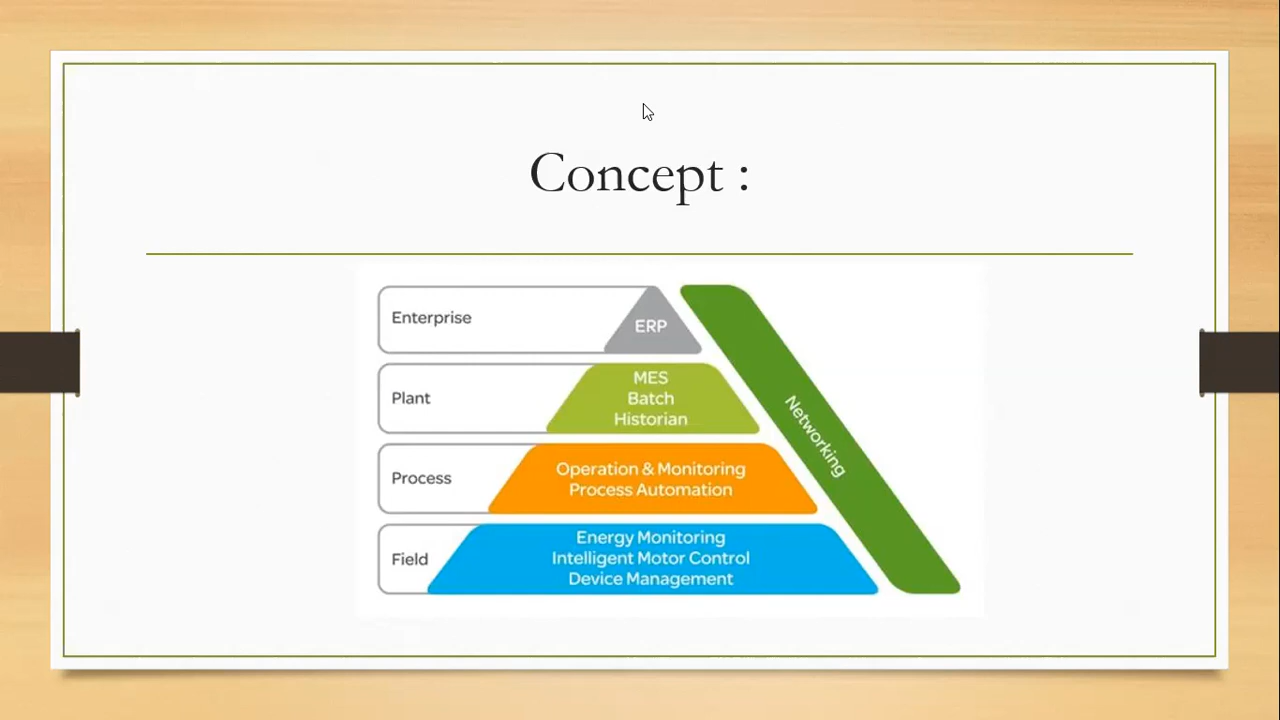 Concept :
Enterprise
ERP
Plant
MES
Batch
Historian
Process
Operation & Monitoring
Process Automation
Field
Energy Monitoring
Intelligent Motor Control
Device Management
Networking